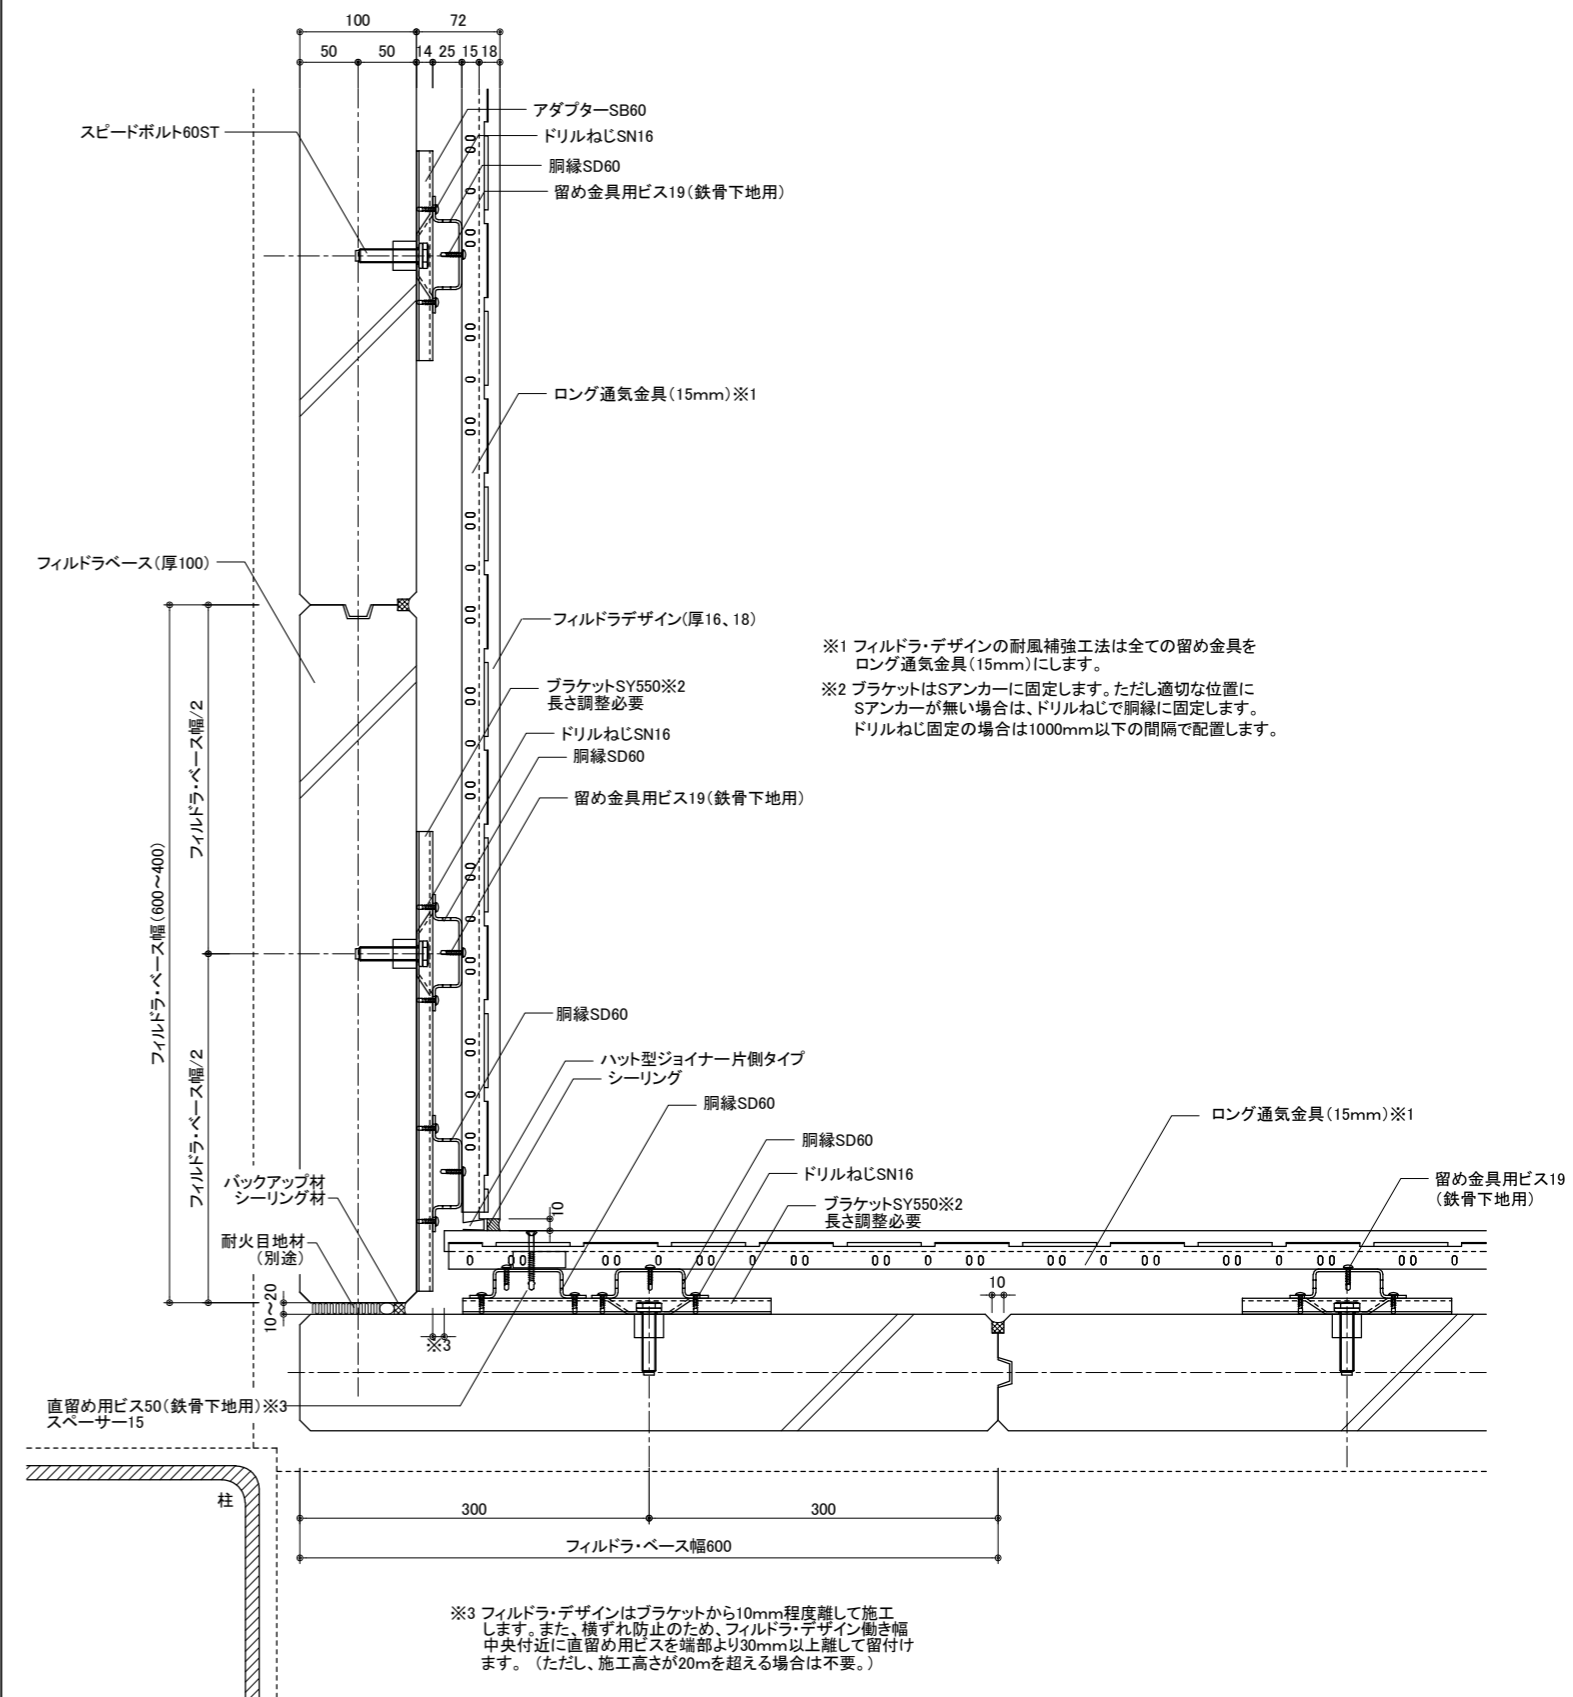 100
72
50
50
14
25
15
18
アダプターSB60
スピードボルト60ST
ドリルねじSN16
胴縁SD60
留め金具用ビス19(鉄骨下地用)
ロング通気金具(15mm)※1
フィルドラベース(厚100)
フィルドラデザイン(厚16、18)
※1 フィルドラ・デザインの耐風補強工法は全ての留め金具を
ロング通気金具(15mm)にします。
※2 ブラケットはSアンカーに固定します。ただし適切な位置に
Sアンカーが無い場合は、ドリルねじで胴縁に固定します。
ドリルねじ固定の場合は1000mm以下の間隔で配置します。
ブラケットSY550※2
長さ調整必要
ドリルねじSN16
胴縁SD60
留め金具用ビス19(鉄骨下地用)
フィルドラ・ベース幅/2
フィルドラ・ベース幅(600～400)
フィルドラ・ベース幅/2
胴縁SD60
ハット型ジョイナー片側タイプ
シーリング
胴縁SD60
ロング通気金具(15mm)※1
胴縁SD60
ドリルねじSN16
留め金具用ビス19
(鉄骨下地用)
バックアップ材
シーリング材
ブラケットSY550※2
長さ調整必要
10
耐火目地材
(別途)
10～20
10
※3
直留め用ビス50(鉄骨下地用)※3
スペーサー15
柱
300
300
フィルドラ・ベース幅600
※3 フィルドラ・デザインはブラケットから10mm程度離して施工
します。また、横ずれ防止のため、フィルドラ・デザイン働き幅
中央付近に直留め用ビスを端部より30mm以上離して留付け
ます。(ただし、施工高さが20mを超える場合は不要。)